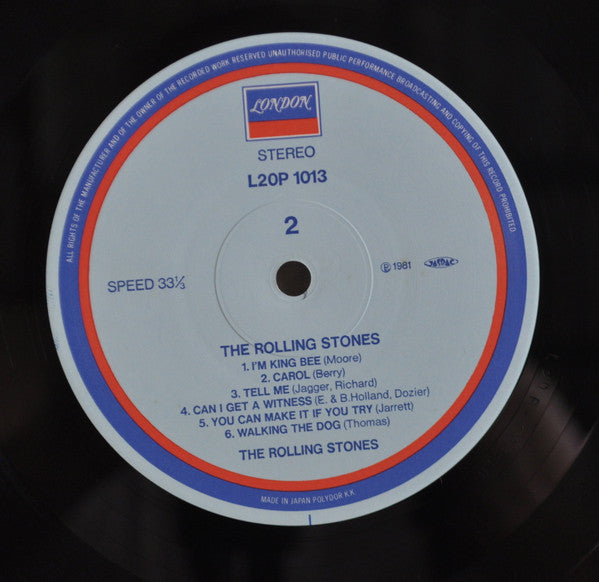 ALL RIGHTS OF THE MANUFACTURER AND OF THE OWNER OF THE RECORDED WORK RESERVED UNAUTHORISED PUBLIC PERFORMANCE BROADCASTING AND COPYING OF THIS RECORD PROHIBITED.
LONDON
STEREO
L20P 1013
2
SPEED 33⅓
Ⓟ 1981
JASRAC
THE ROLLING STONES
1. I'M KING BEE (Moore)
2. CAROL (Berry)
3. TELL ME (Jagger, Richard)
4. CAN I GET A WITNESS (E. & B.Holland, Dozier)
5. YOU CAN MAKE IT IF YOU TRY (Jarrett)
6. WALKING THE DOG (Thomas)
THE ROLLING STONES
MADE IN JAPAN POLYDOR K.K.